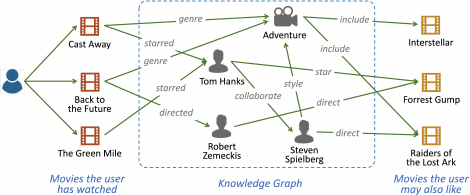 genre
include
Cast Away
Adventure
Interstellar
starred
genre
include
Tom Hanks
star
Back to
the Future
starred
collaborate
style
direct
Forrest Gump
directed
Robert
Zemeckis
Steven
Spielberg
direct
The Green Mile
Raiders of
the Lost Ark
Movies the user
has watched
Knowledge Graph
Movies the user
may also like